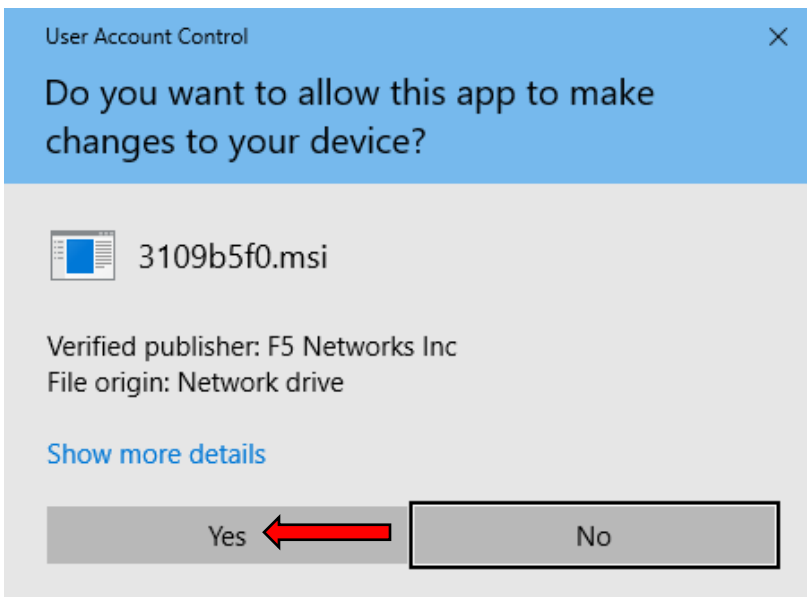 User Account Control
Do you want to allow this app to make
changes to your device?
3109b5f0.msi
Verified publisher: F5 Networks Inc
File origin: Network drive
Show more details
Yes
No